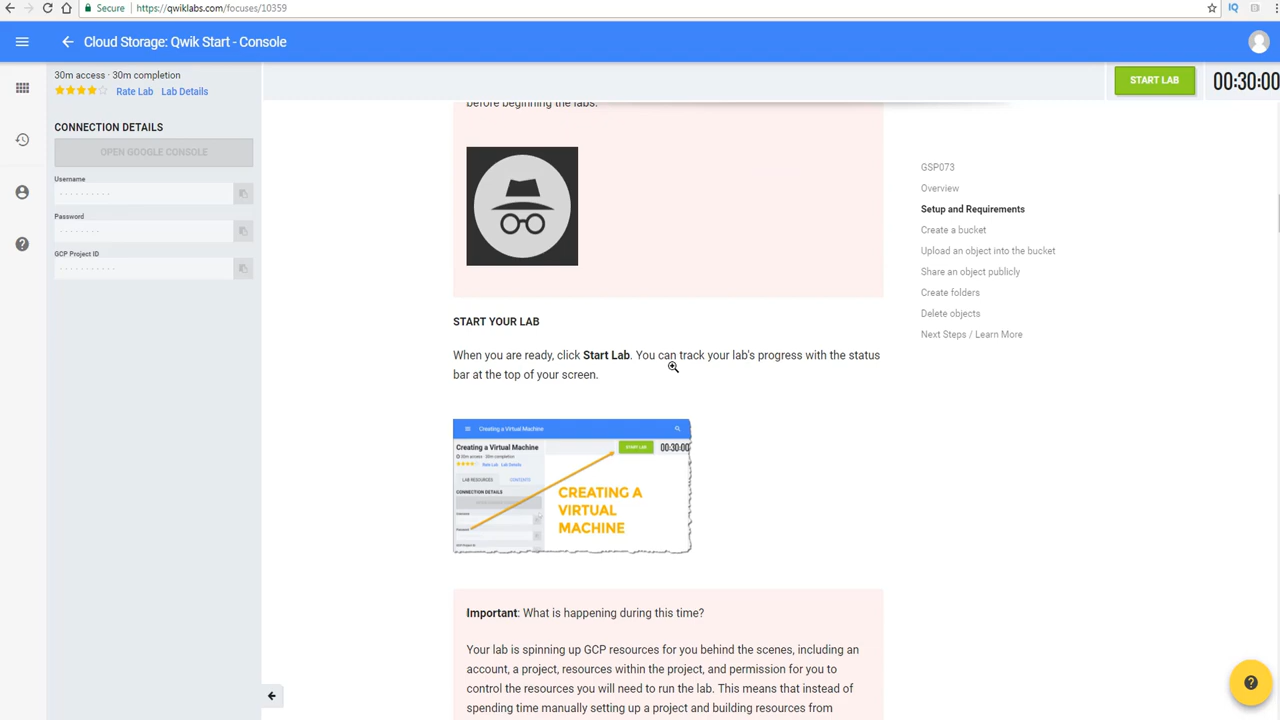 Secure
https://qwiklabs.com/focuses/10359
Cloud Storage: Qwik Start - Console
30m access · 30m completion
Rate Lab Lab Details
START LAB
00:30:00
CONNECTION DETAILS
OPEN GOOGLE CONSOLE
Username
Password
GCP Project ID
before beginning the labs.
START YOUR LAB
When you are ready, click Start Lab. You can track your lab's progress with the status
bar at the top of your screen.
Creating a Virtual Machine
Creating a Virtual Machine
START LAB
00:30:00
30m access · 30m completion
Rate Lab Lab Details
LAB RESOURCES
CONTENTS
CONNECTION DETAILS
CREATING A
VIRTUAL
MACHINE
Important: What is happening during this time?
Your lab is spinning up GCP resources for you behind the scenes, including an
account, a project, resources within the project, and permission for you to
control the resources you will need to run the lab. This means that instead of
spending time manually setting up a project and building resources from
GSP073
Overview
Setup and Requirements
Create a bucket
Upload an object into the bucket
Share an object publicly
Create folders
Delete objects
Next Steps / Learn More